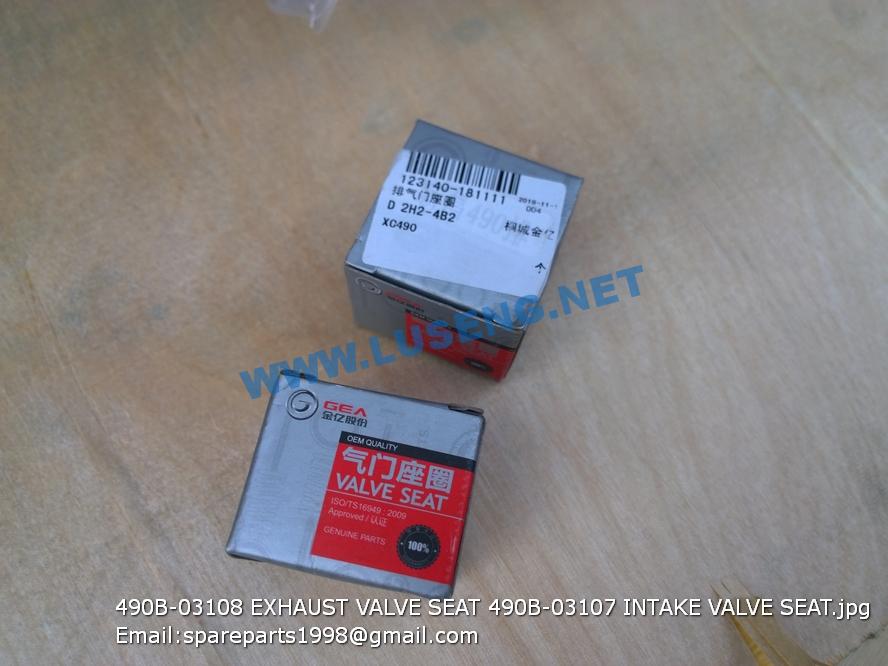 123140-181111
2018-11-1
004
排气门座圈
D 2H2-4B2
桐城金亿
XC490
WWW.LUSENG.NET
GEA
金亿股份
OEM QUALITY
气门座圈
VALVE SEAT
ISO/TS16949 : 2009
Approved / 认证
GENUINE PARTS
100%
490B-03108 EXHAUST VALVE SEAT 490B-03107 INTAKE VALVE SEAT.jpg
Email:spareparts1998@gmail.com